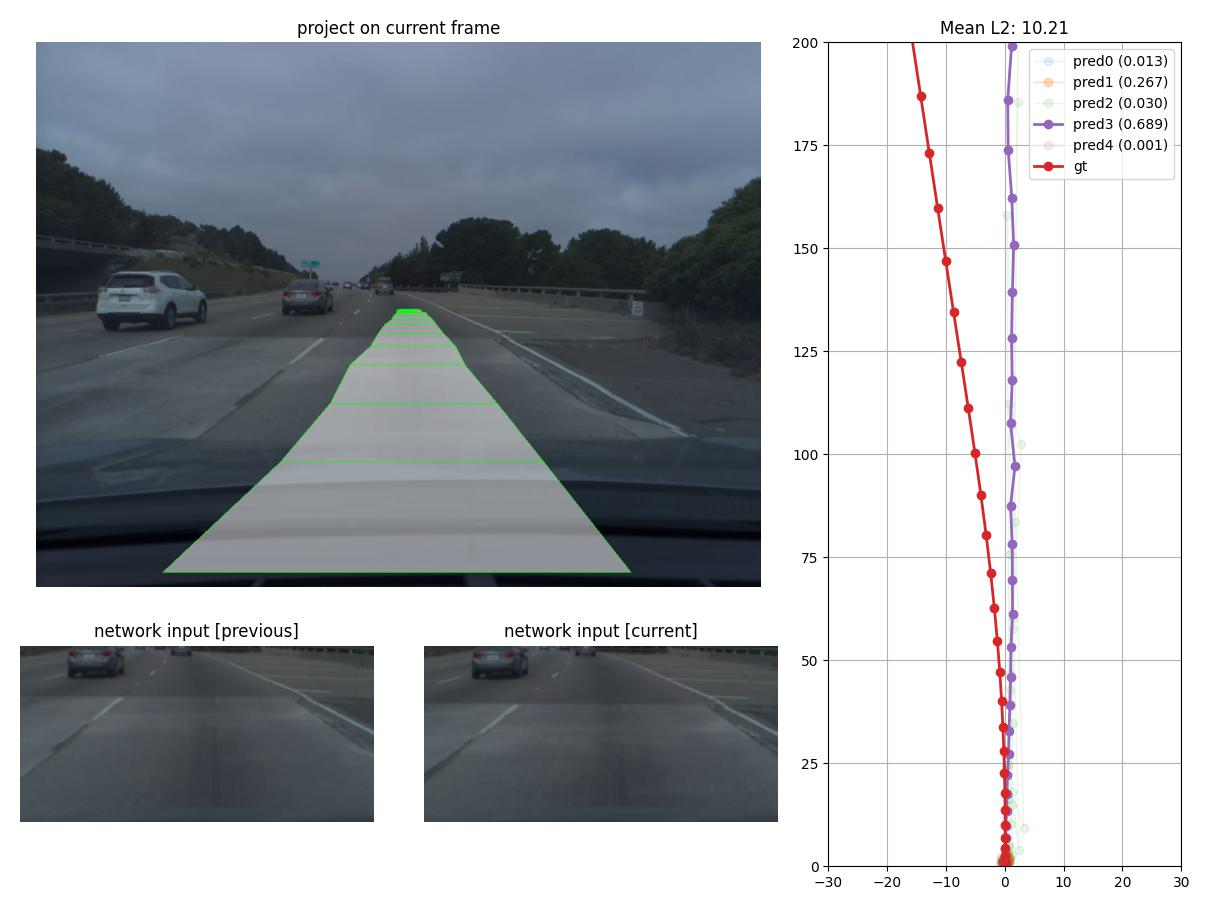 project on current frame
Mean L2: 10.21
200
175
150
125
100
75
50
25
0
−30
−20
−10
0
10
20
30
pred0 (0.013)
pred1 (0.267)
pred2 (0.030)
pred3 (0.689)
pred4 (0.001)
gt
network input [previous]
network input [current]